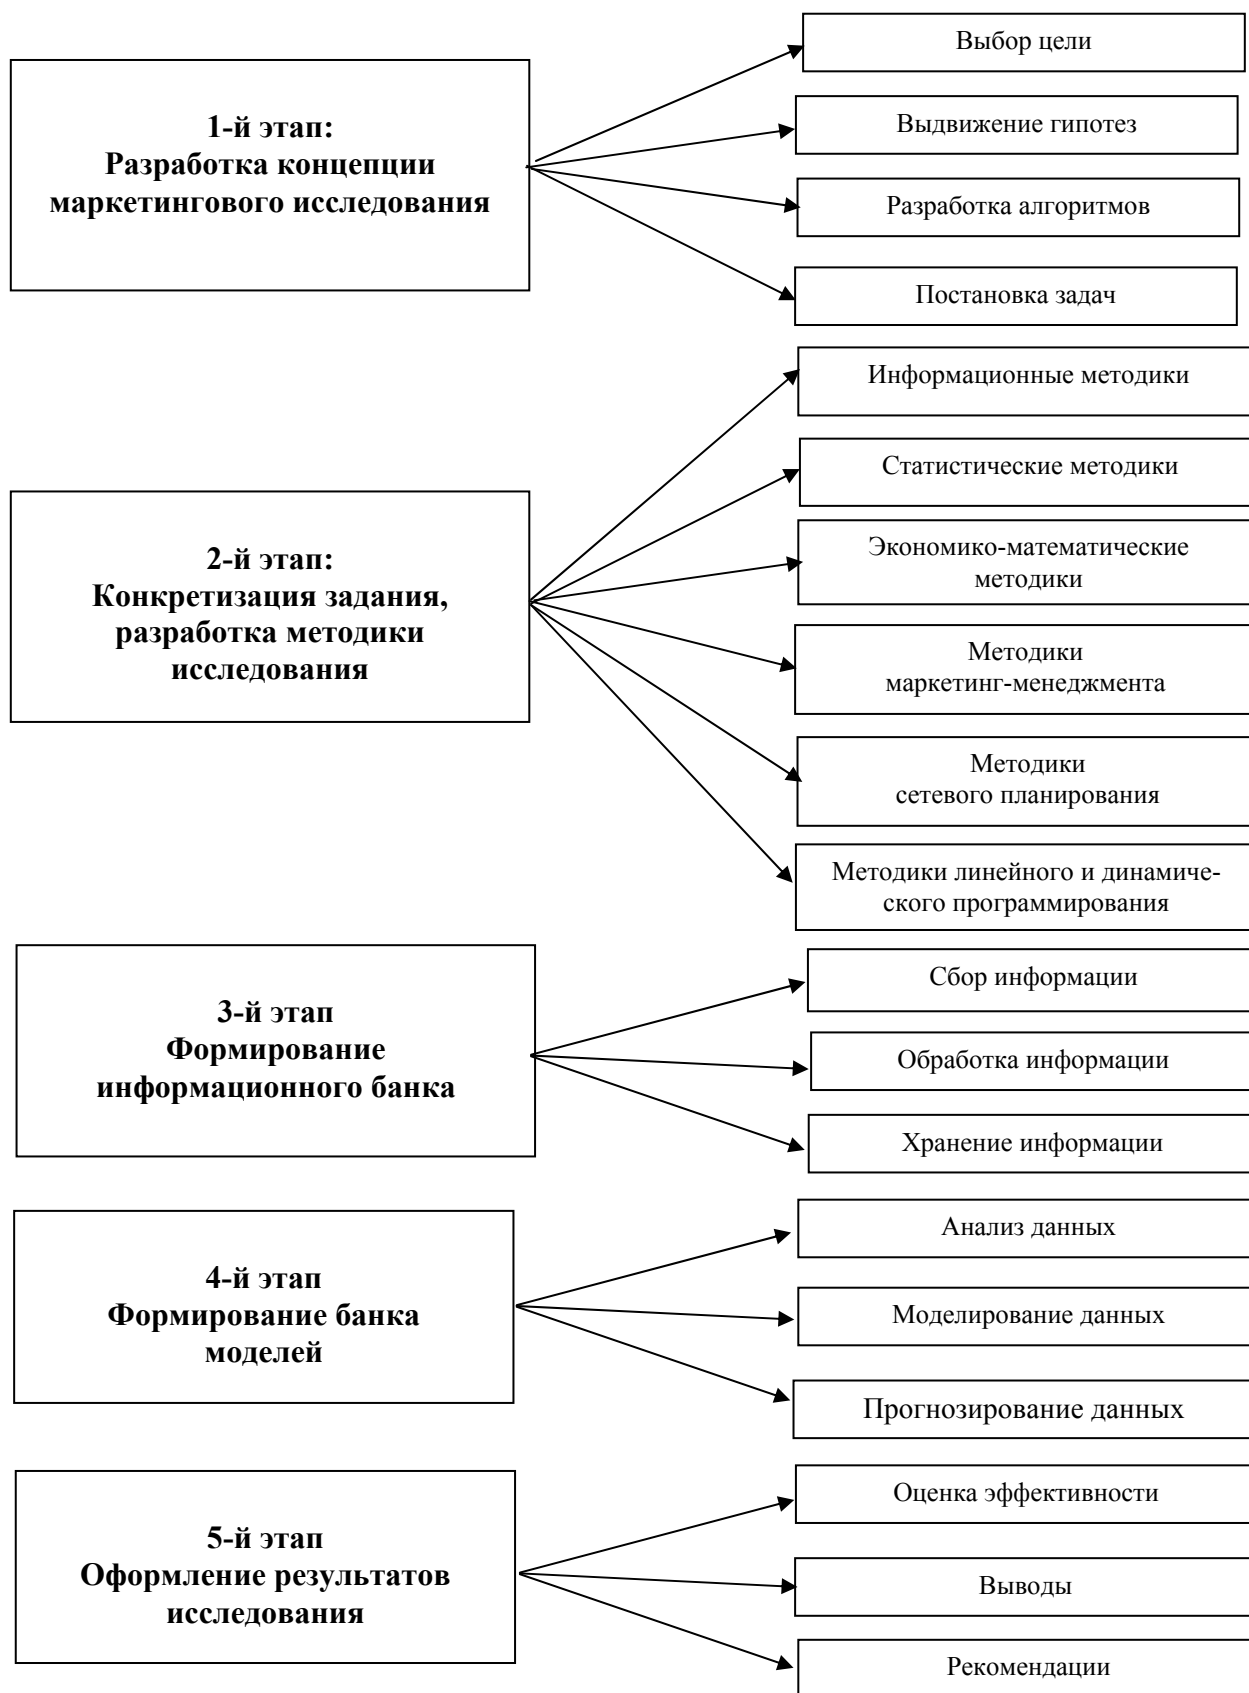 1-й этап:
Разработка концепции
маркетингового исследования
Выбор цели
Выдвижение гипотез
Разработка алгоритмов
Постановка задач
2-й этап:
Конкретизация задания,
разработка методики
исследования
Информационные методики
Статистические методики
Экономико-математические
методики
Методики
маркетинг-менеджмента
Методики
сетевого планирования
Методики линейного и динамиче-
ского программирования
3-й этап
Формирование
информационного банка
Сбор информации
Обработка информации
Хранение информации
4-й этап
Формирование банка
моделей
Анализ данных
Моделирование данных
Прогнозирование данных
5-й этап
Оформление результатов
исследования
Оценка эффективности
Выводы
Рекомендации